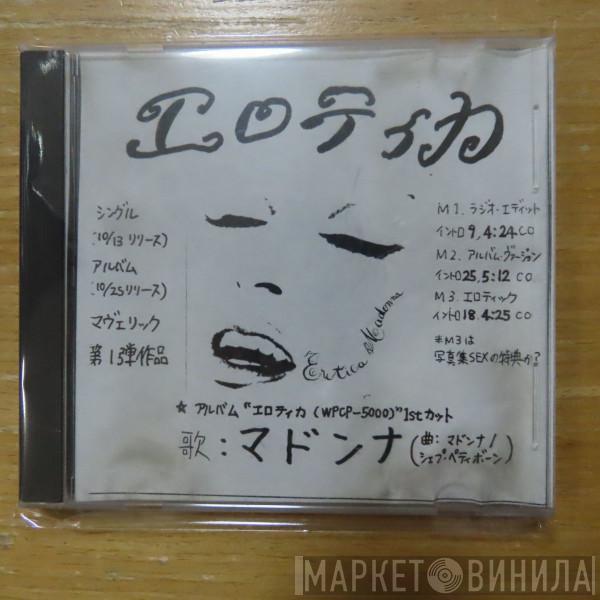 エロティカ
シングル
(10/13 リリース)
アルバム
(10/25リリース)
マヴェリック
第1弾作品
M1. ラジオ・エディット
イントロ9, 4:24 CO
M2. アルバム・ヴァージョン
イントロ25, 5:12 CO
M3. エロティック
イントロ18. 4:25 CO
※M3は
写真集SEXの特典か?
Erotica Madonna
★ アルバム“エロティカ (WPCP-5000)”1stカット
歌:マドンナ(曲:マドンナ/
シェプ・ペティボーン)
МАРКЕТ ВИНИЛА